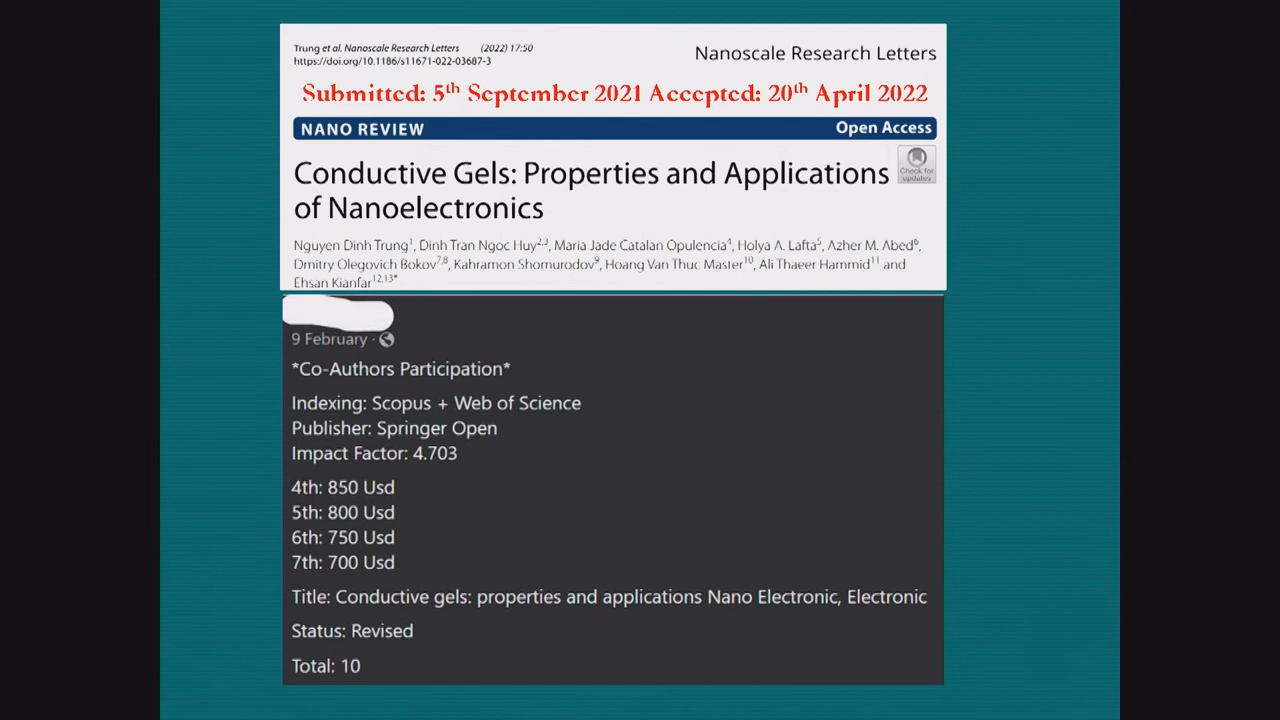 Trung et al. Nanoscale Research Letters (2022) 17:50
https://doi.org/10.1186/s11671-022-03687-3
Nanoscale Research Letters
Submitted: 5th September 2021 Accepted: 20th April 2022
NANO REVIEW
Open Access
Check for
updates
Conductive Gels: Properties and Applications
of Nanoelectronics
Nguyen Dinh Trung1, Dinh Tran Ngoc Huy2,3, Maria Jade Catalan Opulencia4, Holya A. Lafta5, Azher M. Abed6,
Dmitry Olegovich Bokov7,8, Kahramon Shomurodov9, Hoang Van Thuc Master10, Ali Thaeer Hammid11 and
Ehsan Kianfar12,13*
9 February ·
*Co-Authors Participation*
Indexing: Scopus + Web of Science
Publisher: Springer Open
Impact Factor: 4.703
4th: 850 Usd
5th: 800 Usd
6th: 750 Usd
7th: 700 Usd
Title: Conductive gels: properties and applications Nano Electronic, Electronic
Status: Revised
Total: 10